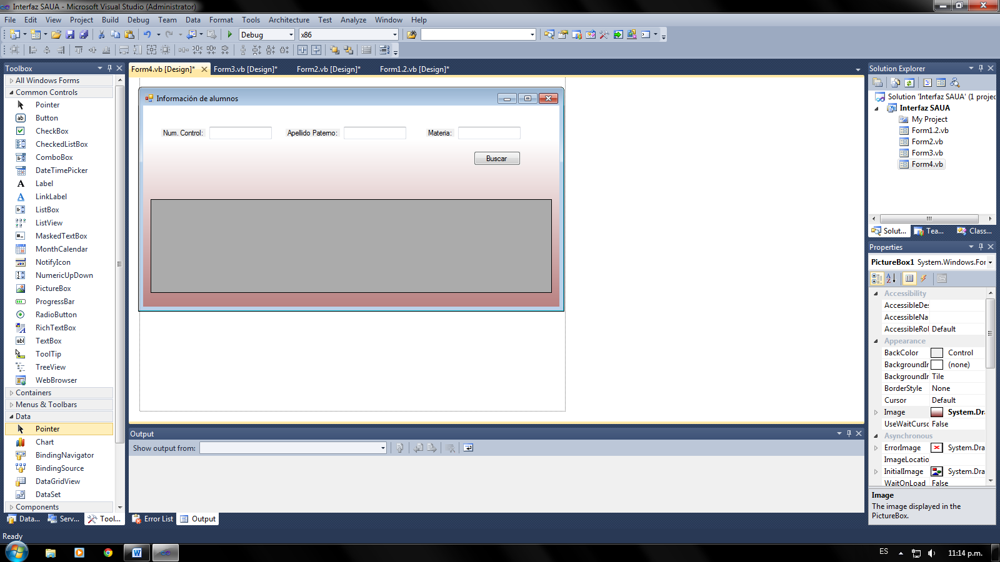 Interfaz SAUA - Microsoft Visual Studio (Administrator)
File Edit View Project Build Debug Team Data Format Tools Architecture Test Analyze Window Help
Debug x86
Toolbox
All Windows Forms
Common Controls
Pointer
Button
CheckBox
CheckedListBox
ComboBox
DateTimePicker
Label
LinkLabel
ListBox
ListView
MaskedTextBox
MonthCalendar
NotifyIcon
NumericUpDown
PictureBox
ProgressBar
RadioButton
RichTextBox
TextBox
ToolTip
TreeView
WebBrowser
Containers
Menus & Toolbars
Data
Pointer
Chart
BindingNavigator
BindingSource
DataGridView
DataSet
Components
Data... Serv... Tool...
Form4.vb [Design]* Form3.vb [Design]* Form2.vb [Design]* Form1.2.vb [Design]*
Información de alumnos
Num. Control: Apellido Paterno: Materia:
Buscar
Output
Show output from:
Error List Output
Solution Explorer
Solution 'Interfaz SAUA' (1 projec
Interfaz SAUA
My Project
Form1.2.vb
Form2.vb
Form3.vb
Form4.vb
Solut... Tea... Class...
Properties
PictureBox1 System.Windows.For
Accessibility
AccessibleDes
AccessibleNa
AccessibleRol Default
Appearance
BackColor Control
BackgroundIr (none)
BackgroundIr Tile
BorderStyle None
Cursor Default
Image System.Dra
UseWaitCurso False
Asynchronous
ErrorImage System.Dra
ImageLocatio
InitialImage System.Dra
WaitOnLoad False
Image
The image displayed in the
PictureBox.
Ready
ES 11:14 p.m.